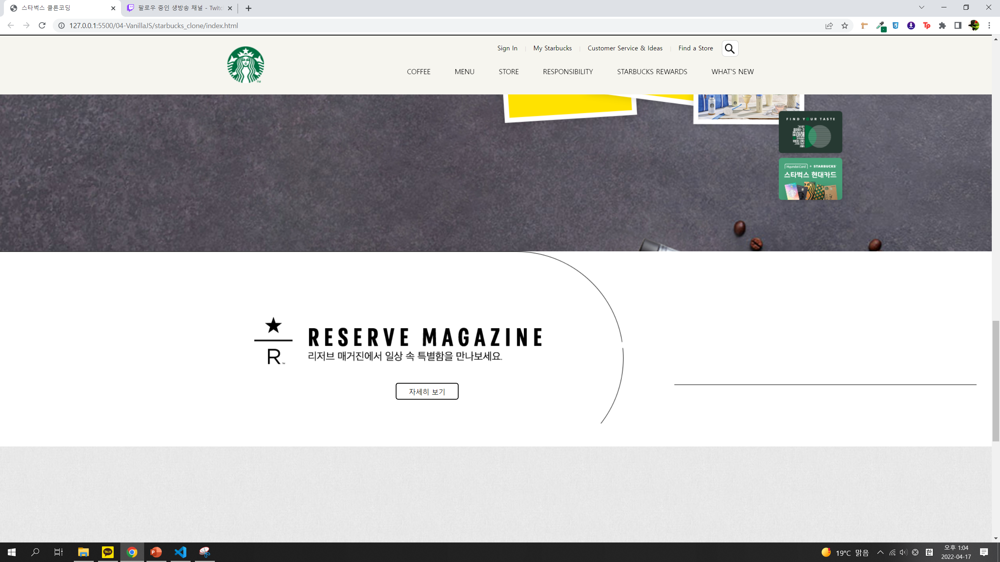 스타벅스 클론코딩
팔로우 중인 생방송 채널 - Twitc
127.0.0.1:5500/04-VanillaJS/starbucks_clone/index.html
Sign In | My Starbucks | Customer Service & Ideas | Find a Store
COFFEE MENU STORE RESPONSIBILITY STARBUCKS REWARDS WHAT'S NEW
FIND YOUR TASTE
좋아해
Hyundai Card + STARBUCKS
스타벅스 현대카드
RESERVE MAGAZINE
R™
리저브 매거진에서 일상 속 특별함을 만나보세요.
자세히 보기
TALK
19°C 맑음
한
오후 1:04
2022-04-17